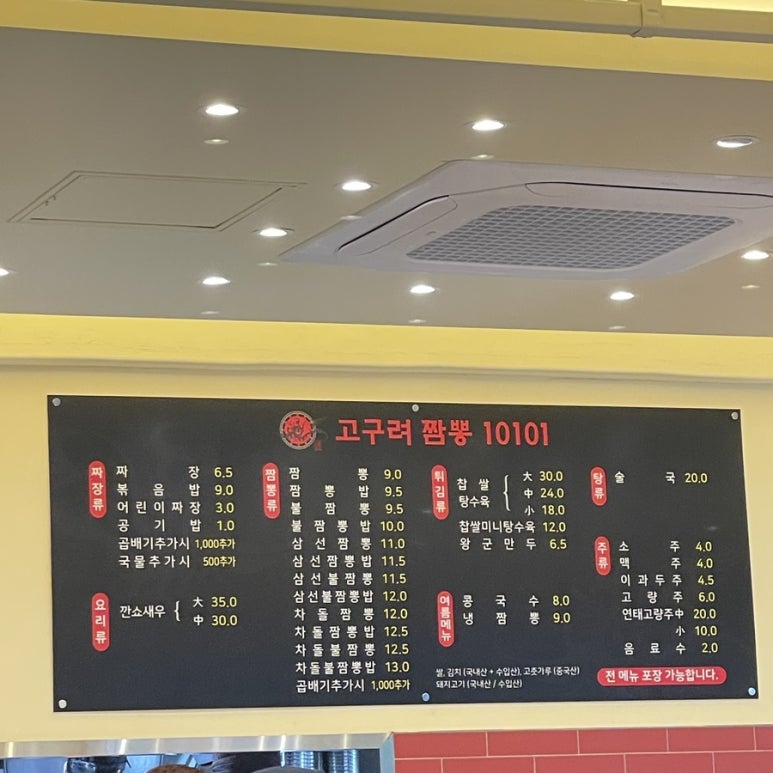 고구려 짬뽕 10101
짜장류
짜 장 6.5
볶 음 밥 9.0
어린이짜장 3.0
공 기 밥 1.0
곱배기추가시 1,000추가
국물추가시 500추가
요리류
깐쇼새우 { 大 35.0
中 30.0
짬뽕류
짬 뽕 9.0
짬 뽕 밥 9.5
불 짬 뽕 9.5
불 짬 뽕 밥 10.0
삼 선 짬 뽕 11.0
삼선짬뽕밥 11.5
삼선불짬뽕 11.5
삼선불짬뽕밥 12.0
차 돌 짬 뽕 12.0
차돌짬뽕밥 12.5
차돌불짬뽕 12.5
차돌불짬뽕밥 13.0
곱배기추가시 1,000추가
튀김류
찹 쌀 탕수육 { 大 30.0
中 24.0
小 18.0
찹쌀미니탕수육 12.0
왕 군 만 두 6.5
여름메뉴
콩 국 수 8.0
냉 짬 뽕 9.0
쌀, 김치 (국내산 + 수입산), 고춧가루 (중국산)
돼지고기 (국내산 / 수입산)
탕류
술 국 20.0
주류
소 주 4.0
맥 주 4.0
이 과 두 주 4.5
고 량 주 6.0
연태고량주中 20.0
小 10.0
음 료 수 2.0
전 메뉴 포장 가능합니다.